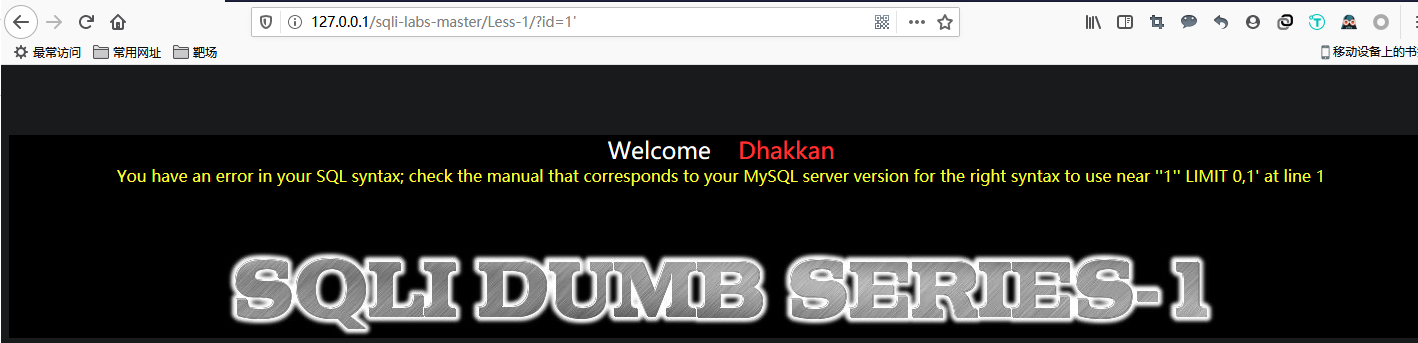 127.0.0.1/sqli-labs-master/Less-1/?id=1'
最常访问 常用网址 靶场 移动设备上的书
Welcome Dhakkan
You have an error in your SQL syntax; check the manual that corresponds to your MySQL server version for the right syntax to use near ''1'' LIMIT 0,1' at line 1
SQLI DUMB SERIES-1